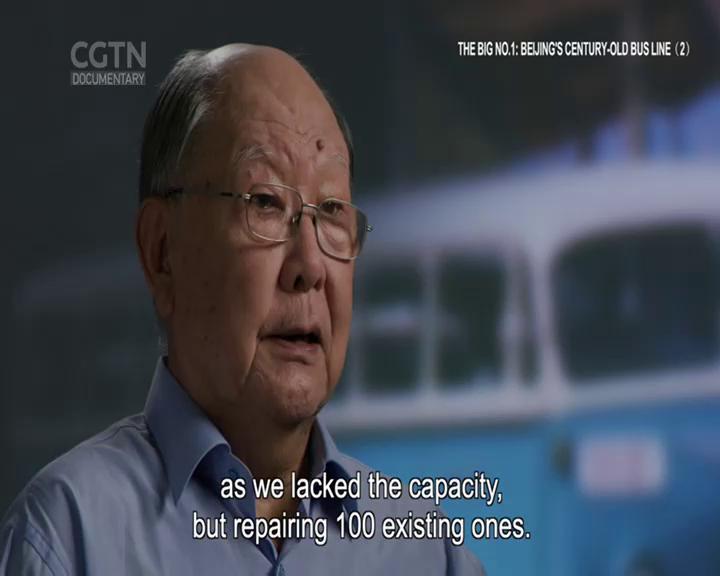 CGTN
DOCUMENTARY
THE BIG NO.1: BEIJING'S CENTURY-OLD BUS LINE（2）
as we lacked the capacity,
but repairing 100 existing ones.